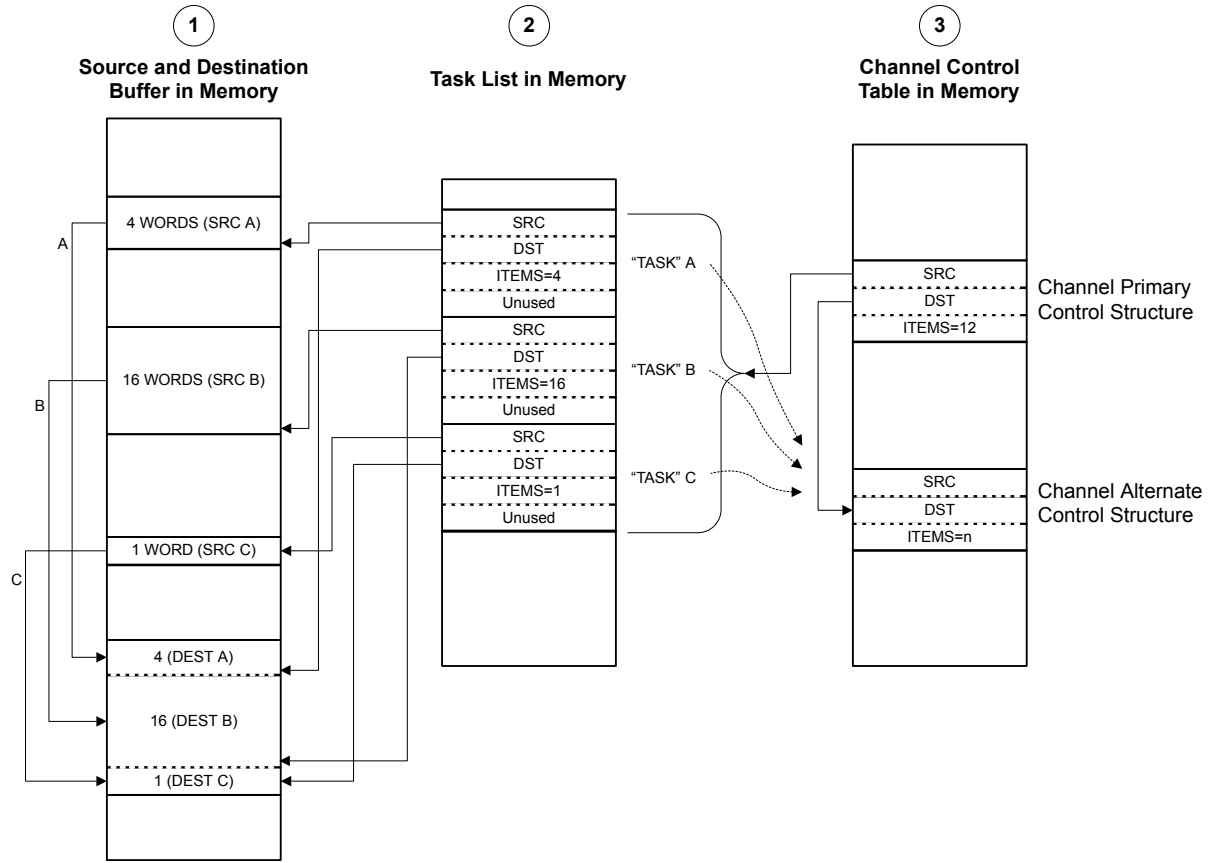 1
Source and Destination
Buffer in Memory
4 WORDS (SRC A)
16 WORDS (SRC B)
1 WORD (SRC C)
4 (DEST A)
16 (DEST B)
1 (DEST C)
A
B
C
2
Task List in Memory
SRC
DST
ITEMS=4
Unused
SRC
DST
ITEMS=16
Unused
SRC
DST
ITEMS=1
Unused
“TASK” A
“TASK” B
“TASK” C
3
Channel Control
Table in Memory
SRC
DST
ITEMS=12
Channel Primary
Control Structure
SRC
DST
ITEMS=n
Channel Alternate
Control Structure